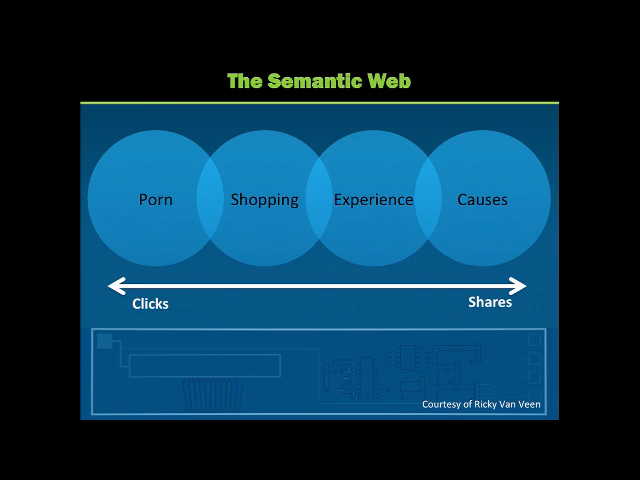 The Semantic Web
Porn Shopping Experience Causes
Clicks Shares
Courtesy of Ricky Van Veen